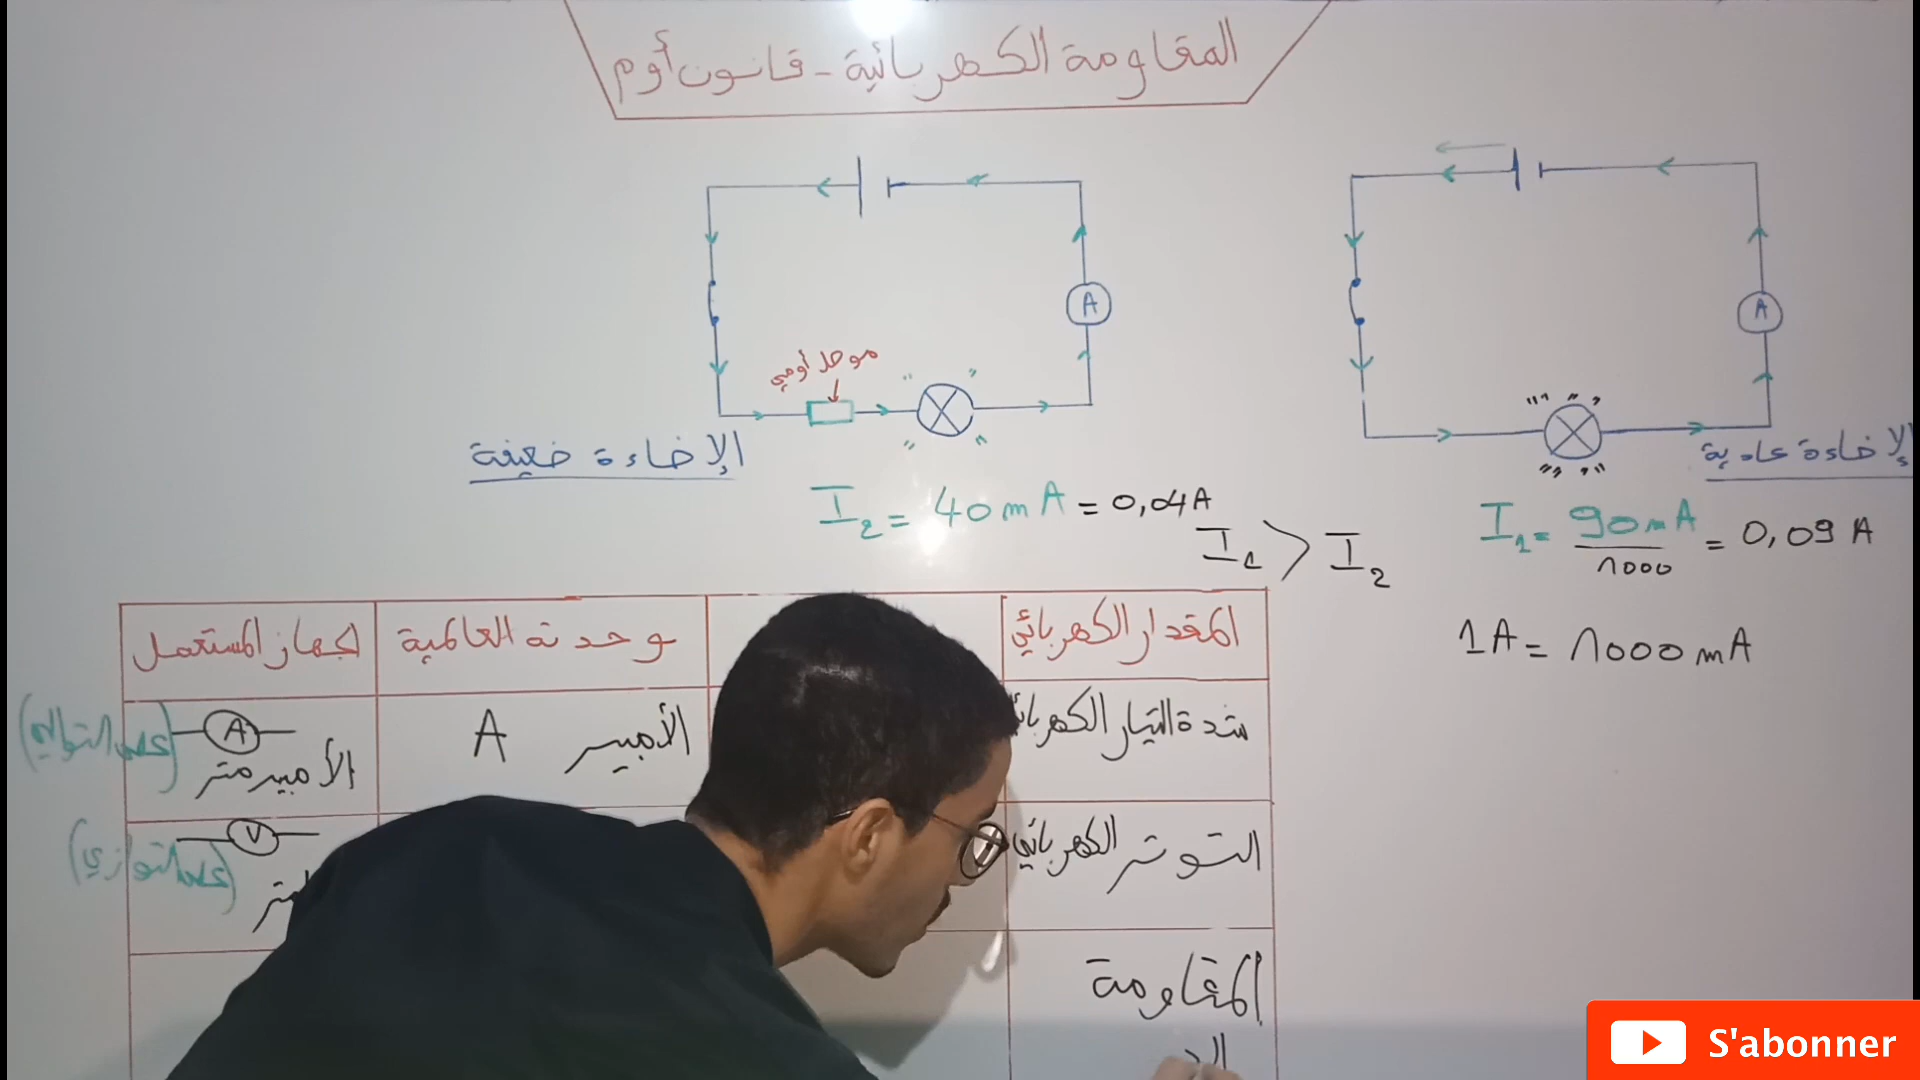 المقاومة الكهربائية - قانون أوم
A
A
موصل أومي
الإضاءة ضعيفة
الإضاءة عادية
I₂ = 40 mA = 0,04A
I₁ = 90 mA / 1000 = 0,09 A
I₁ > I₂
1A = 1000 mA
المقدار الكهربائي
وحدته العالمية
الجهاز المستعمل
شدة التيار الكهربائي
الأمبير A
A
الأمبيرمتر
(على التوالي)
التوتر الكهربائي
V
(على التوازي)
المقاومة
S'abonner